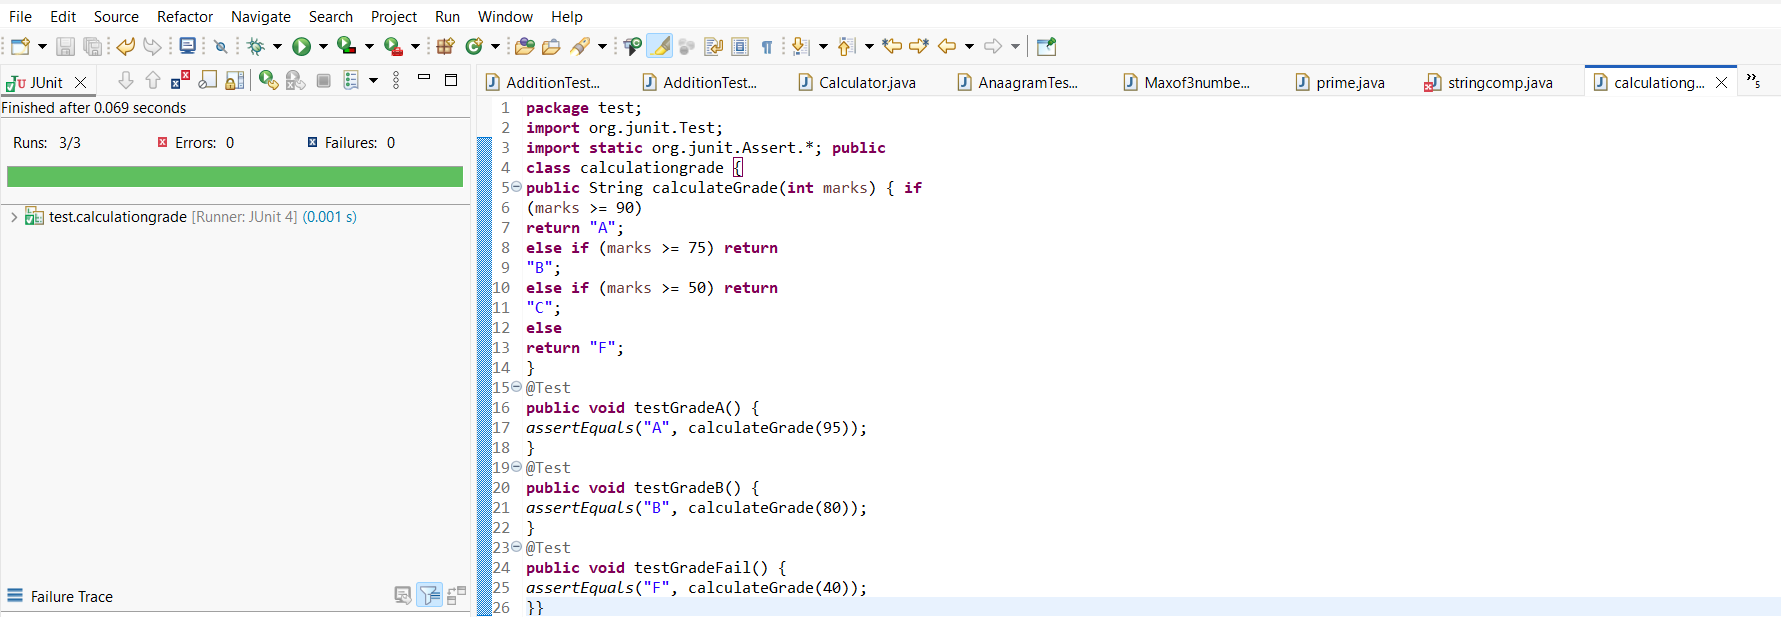 File Edit Source Refactor Navigate Search Project Run Window Help
JUnit
Finished after 0.069 seconds
Runs: 3/3 Errors: 0 Failures: 0
test.calculationgrade [Runner: JUnit 4] (0.001 s)
Failure Trace
AdditionTest... AdditionTest... Calculator.java AnaagramTes... Maxof3numbe... prime.java stringcomp.java calculationg... »5
1 package test;
2 import org.junit.Test;
3 import static org.junit.Assert.*; public
4 class calculationgrade {
5 public String calculateGrade(int marks) { if
6 (marks >= 90)
7 return "A";
8 else if (marks >= 75) return
9 "B";
10 else if (marks >= 50) return
11 "C";
12 else
13 return "F";
14 }
15 @Test
16 public void testGradeA() {
17 assertEquals("A", calculateGrade(95));
18 }
19 @Test
20 public void testGradeB() {
21 assertEquals("B", calculateGrade(80));
22 }
23 @Test
24 public void testGradeFail() {
25 assertEquals("F", calculateGrade(40));
26 }}